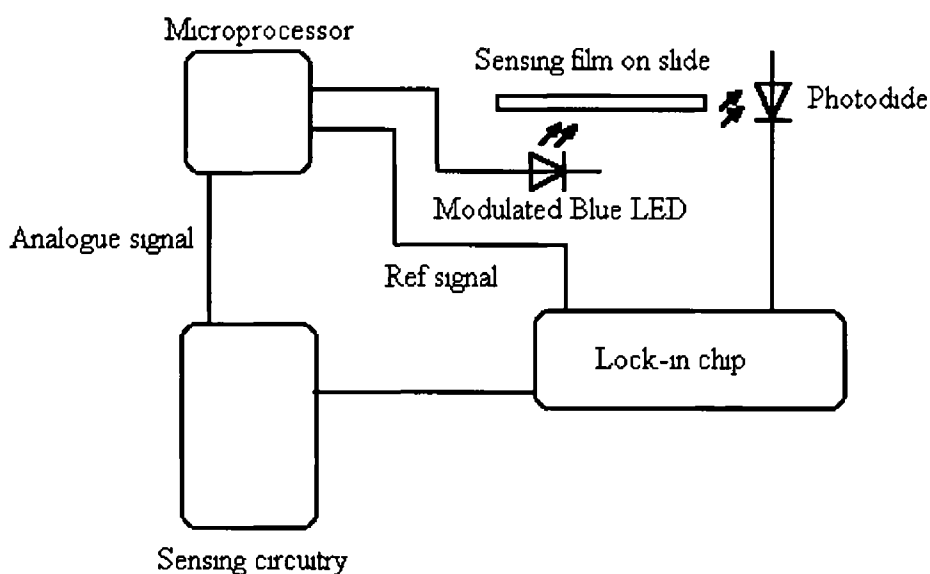 Microprocessor
Sensing film on slide
Photodide
Modulated Blue LED
Analogue signal
Ref signal
Lock-in chip
Sensing circuitry